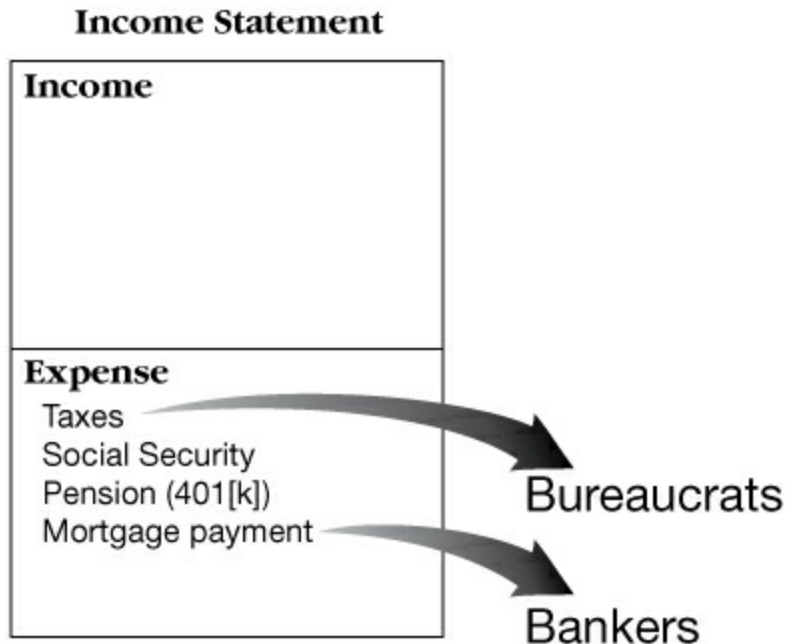 Income Statement
Income
Expense
Taxes
Social Security
Pension (401[k])
Mortgage payment
Bureaucrats
Bankers